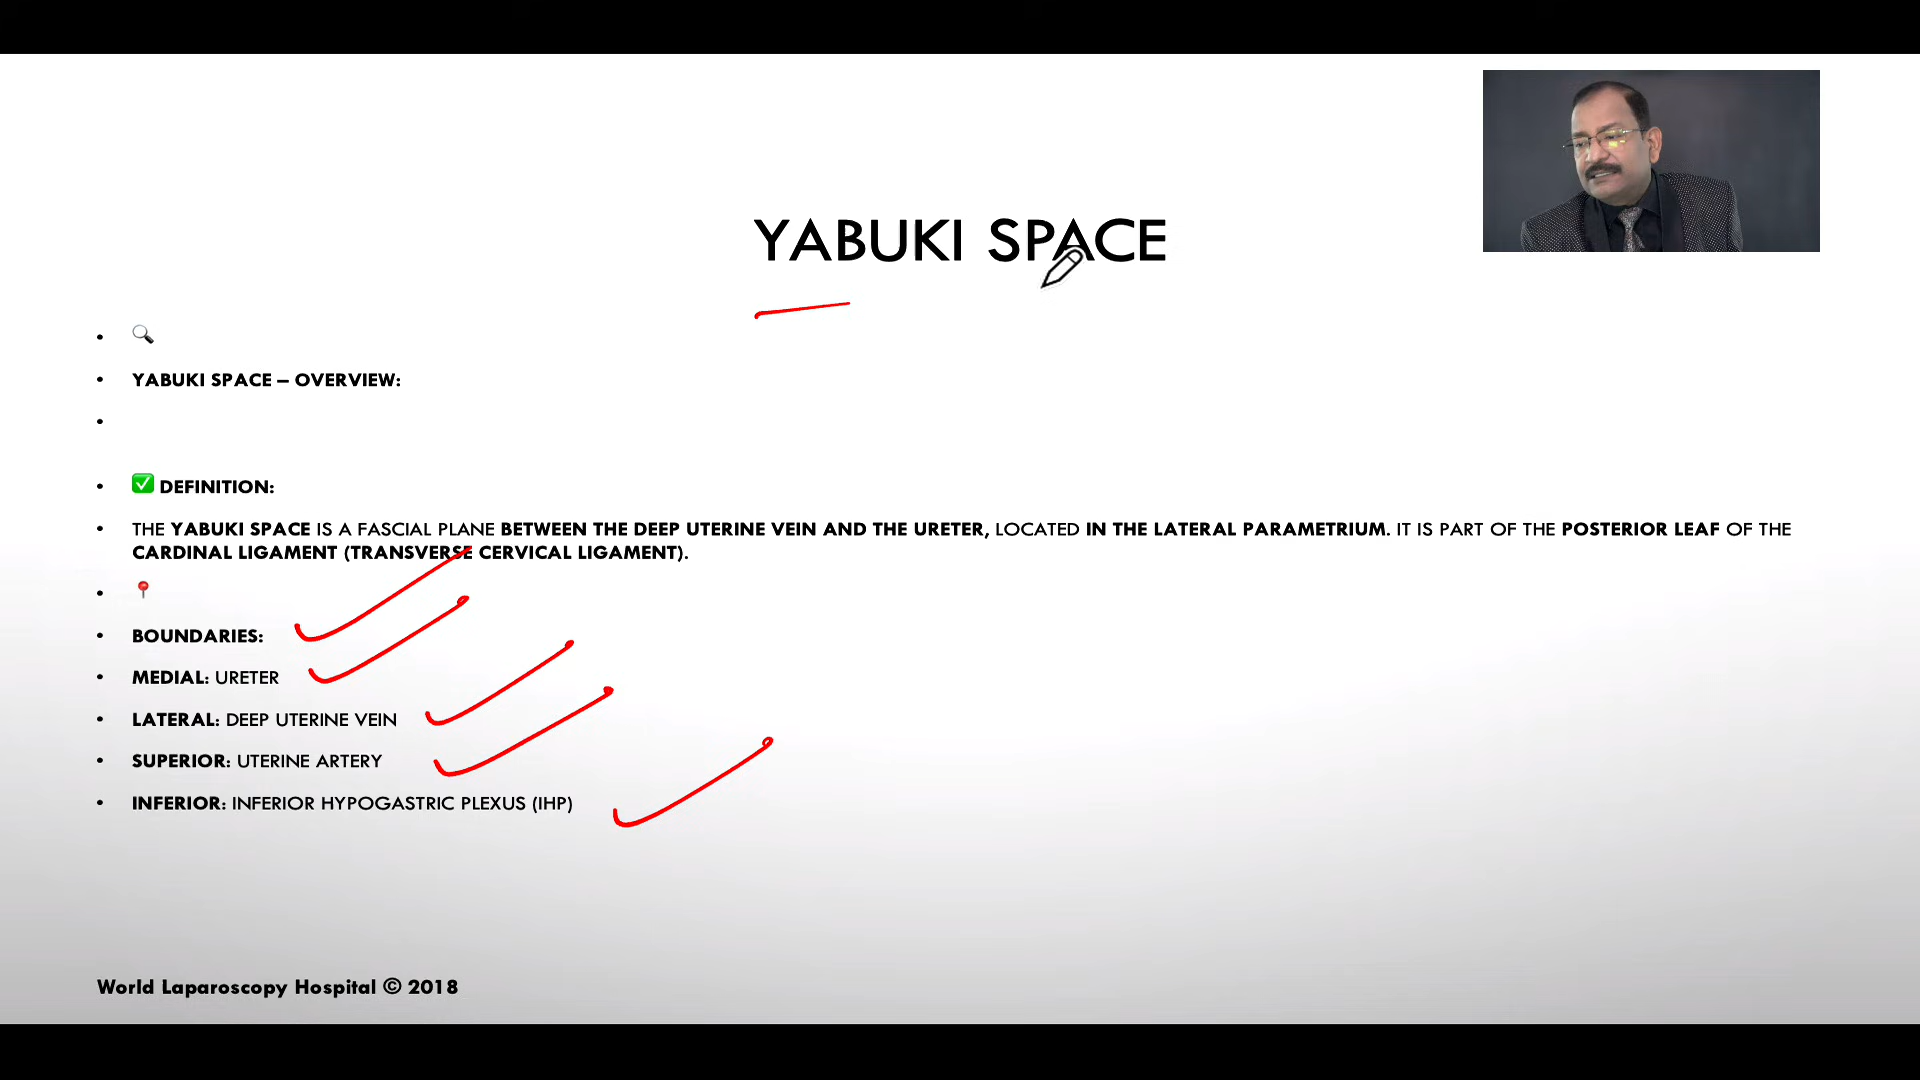 YABUKI SPACE
YABUKI SPACE – OVERVIEW:
DEFINITION:
THE YABUKI SPACE IS A FASCIAL PLANE BETWEEN THE DEEP UTERINE VEIN AND THE URETER, LOCATED IN THE LATERAL PARAMETRIUM. IT IS PART OF THE POSTERIOR LEAF OF THE
CARDINAL LIGAMENT (TRANSVERSE CERVICAL LIGAMENT).
BOUNDARIES:
MEDIAL: URETER
LATERAL: DEEP UTERINE VEIN
SUPERIOR: UTERINE ARTERY
INFERIOR: INFERIOR HYPOGASTRIC PLEXUS (IHP)
World Laparoscopy Hospital © 2018